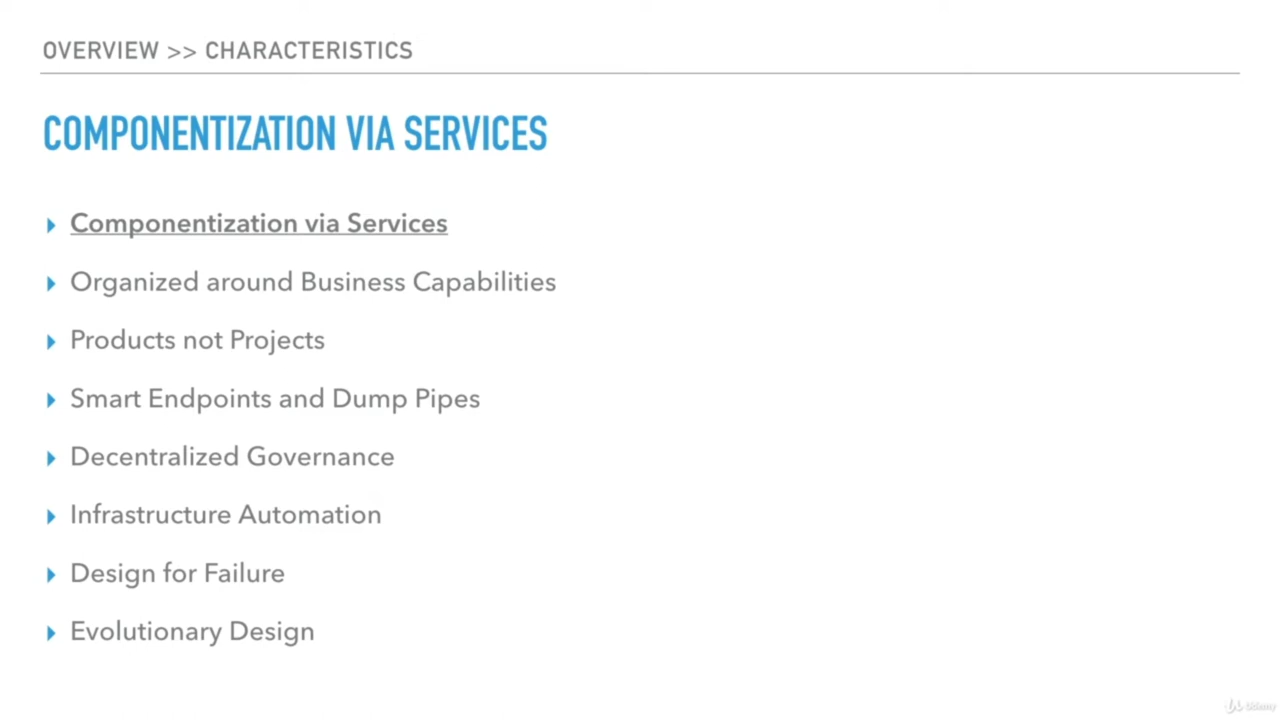 OVERVIEW >> CHARACTERISTICS
COMPONENTIZATION VIA SERVICES
Componentization via Services
Organized around Business Capabilities
Products not Projects
Smart Endpoints and Dump Pipes
Decentralized Governance
Infrastructure Automation
Design for Failure
Evolutionary Design
Udemy